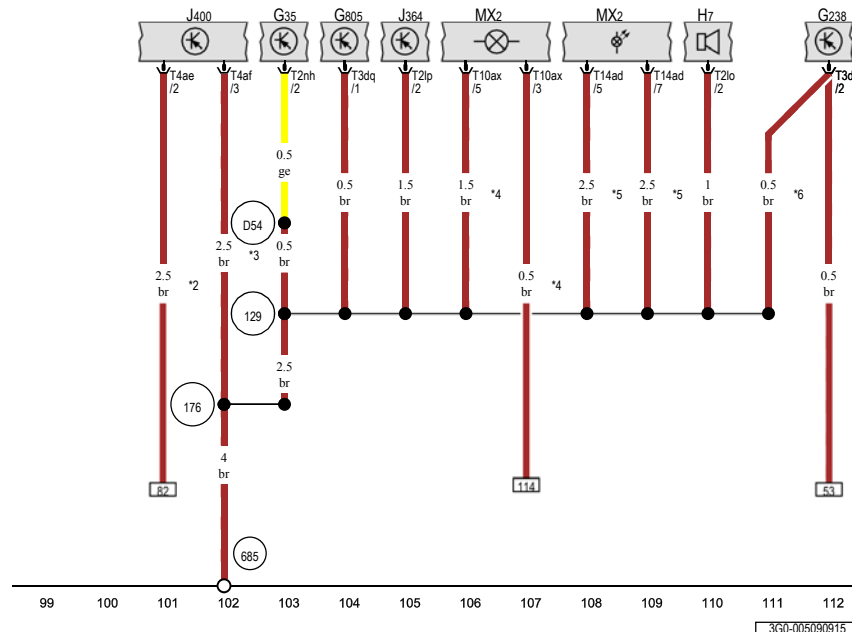 J400 G35 G805 J364 MX2 MX2 H7 G238
T4ae T4af T2nh T3dq T2lp T10ax T10ax T14ad T14ad T2lo T3d
/2 /3 /2 /1 /2 /5 /3 /5 /7 /2 /2
0.5
ge
0.5 1.5 1.5 *4 2.5 *5 2.5 *5 1 0.5 *6
br br br br br br br
D54
2.5 *3 0.5
br br
2.5 *2 0.5 *4 0.5
br br br
129
2.5
br
176
4
br
82 114 53
685
99 100 101 102 103 104 105 106 107 108 109 110 111 112
3G0-005090915